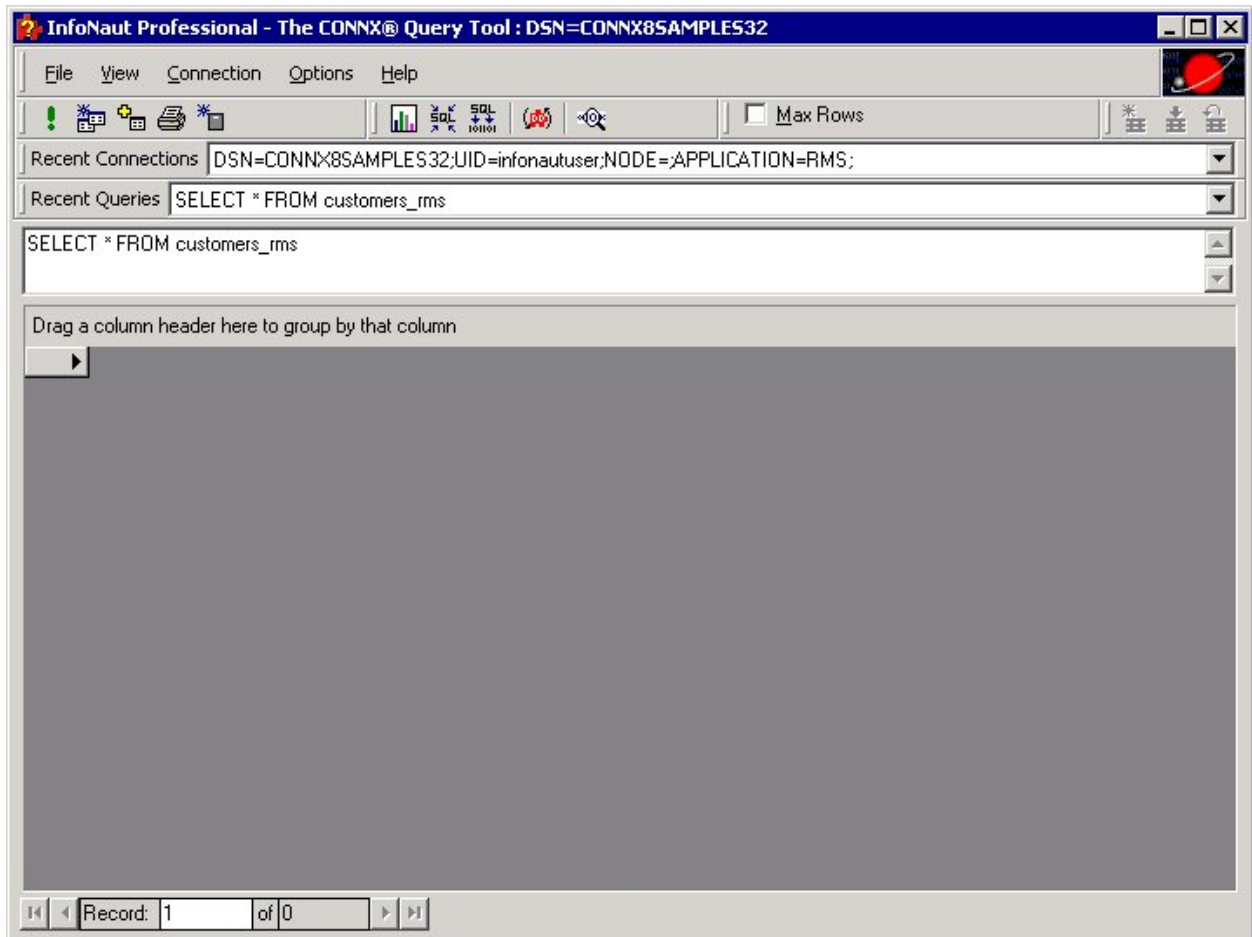 InfoNaut Professional - The CONNX® Query Tool : DSN=CONNX8SAMPLES32
File View Connection Options Help
Max Rows
Recent Connections DSN=CONNX8SAMPLES32;UID=infonautuser;NODE=;APPLICATION=RMS;
Recent Queries SELECT * FROM customers_rms
SELECT * FROM customers_rms
Drag a column header here to group by that column
Record: 1 of 0